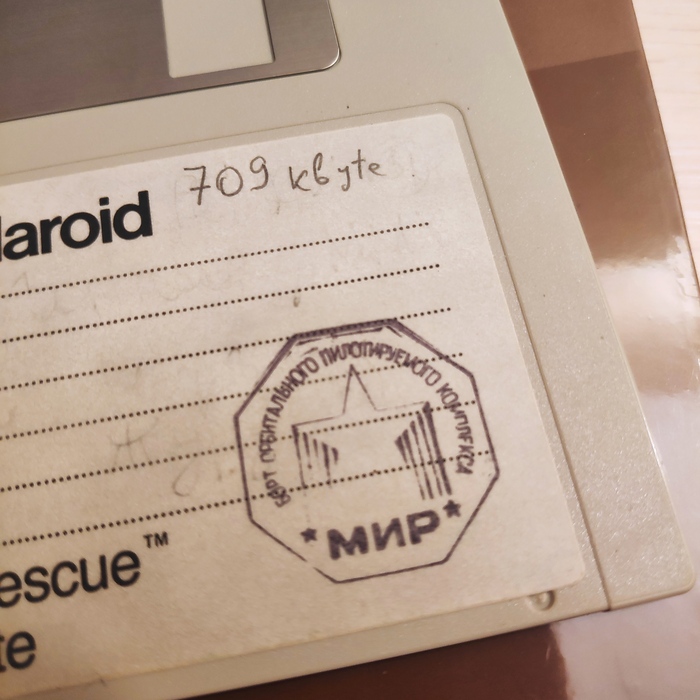 laroid 709 kbyte
БОРТ ОРБИТАЛЬНОГО ПИЛОТИРУЕМОГО КОМПЛЕКСА
★ МИР ★
escue™
te